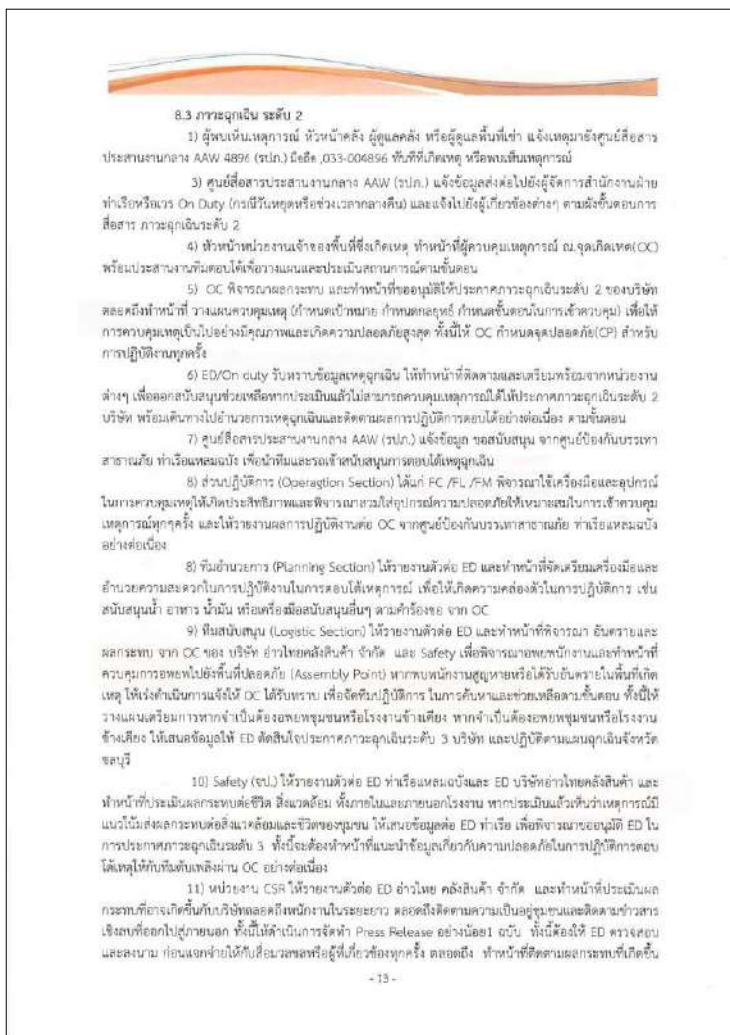 8.3 ภาวะฉุกเฉิน ระดับ 2
1) ผู้พบเห็นเหตุการณ์ หัวหน้าคลัง ผู้ดูแลคลัง หรือผู้ดูแลพื้นที่เช่า แจ้งเหตุมายังศูนย์สื่อสาร
ประสานงานกลาง AAW 4896 (รปภ.) มือถือ ,033-004896 ทันทีที่เกิดเหตุ หรือพบเห็นเหตุการณ์
3) ศูนย์สื่อสารประสานงานกลาง AAW (รปภ.) แจ้งข้อมูลส่งต่อไปยังผู้จัดการสำนักงานฝ่าย
ท่าเรือหรือเวร On Duty (กรณีวันหยุดหรือช่วงเวลากลางคืน) และแจ้งไปยังผู้เกี่ยวข้องต่างๆ ตามผังขั้นตอนการ
สื่อสาร ภาวะฉุกเฉินระดับ 2
4) หัวหน้าหน่วยงานเจ้าของพื้นที่ซึ่งเกิดเหตุ ทำหน้าที่ผู้ควบคุมเหตุการณ์ ณ.จุดเกิดเหตุ(OC)
พร้อมประสานงานทีมตอบโต้เพื่อวางแผนและประเมินสถานการณ์ตามขั้นตอน
5) OC พิจารณาผลกระทบ และทำหน้าที่ขออนุมัติให้ประกาศภาวะฉุกเฉินระดับ 2 ของบริษัท
ตลอดถึงทำหน้าที่ วางแผนควบคุมเหตุ (กำหนดเป้าหมาย กำหนดกลยุทธ์ กำหนดขั้นตอนในการเข้าควบคุม) เพื่อให้
การควบคุมเหตุเป็นไปอย่างมีคุณภาพและเกิดความปลอดภัยสูงสุด ทั้งนี้ให้ OC กำหนดจุดปลอดภัย(CP) สำหรับ
การปฏิบัติงานทุกครั้ง
6) ED/On duty รับทราบข้อมูลเหตุฉุกเฉิน ให้ทำหน้าที่ติดตามและเตรียมพร้อมจากหน่วยงาน
ต่างๆ เพื่อออกสนับสนุนช่วยเหลือหากประเมินแล้วไม่สามารถควบคุมเหตุการณ์ได้ให้ประกาศภาวะฉุกเฉินระดับ 2
บริษัท พร้อมเดินทางไปอำนวยการเหตุฉุกเฉินและติดตามผลการปฏิบัติการตอบโต้อย่างต่อเนื่อง ตามขั้นตอน
7) ศูนย์สื่อสารประสานงานกลาง AAW (รปภ.) แจ้งข้อมูล ขอสนับสนุน จากศูนย์ป้องกันบรรเทา
สาธาณภัย ท่าเรือแหลมฉบัง เพื่อนำทีมและรถเข้าสนับสนุนการตอบโต้เหตุฉุกเฉิน
8) ส่วนปฏิบัติการ (Operagtion Section) ได้แก่ FC /FL /FM พิจารณาใช้เครื่องมือและอุปกรณ์
ในการควบคุมเหตุให้เกิดประสิทธิภาพและพิจารณาสวมใส่อุปกรณ์ความปลอดภัยให้เหมาะสมในการเข้าควบคุม
เหตุการณ์ทุกๆครั้ง และให้รายงานผลการปฏิบัติงานต่อ OC จากศูนย์ป้องกันบรรเทาสาธาณภัย ท่าเรือแหลมฉบัง
อย่างต่อเนื่อง
8) ทีมอำนวยการ (Planning Section) ให้รายงานตัวต่อ ED และทำหน้าที่จัดเตรียมเครื่องมือและ
อำนวยความสะดวกในการปฏิบัติงานในการตอบโต้เหตุการณ์ เพื่อให้เกิดความคล่องตัวในการปฏิบัติการ เช่น
สนับสนุนน้ำ อาหาร น้ำมัน หรือเครื่องมือสนับสนุนอื่นๆ ตามคำร้องขอ จาก OC
9) ทีมสนับสนุน (Logistic Section) ให้รายงานตัวต่อ ED และทำหน้าที่พิจารณา อันตรายและ
ผลกระทบ จาก OC ของ บริษัท อ่าวไทยคลังสินค้า จำกัด และ Safety เพื่อพิจารณาอพยพพนักงานและทำหน้าที่
ควบคุมการอพยพไปยังพื้นที่ปลอดภัย (Assembly Point) หากพบพนักงานสูญหายหรือได้รับอันตรายในพื้นที่เกิด
เหตุ ให้เร่งดำเนินการแจ้งให้ OC ได้รับทราบ เพื่อจัดทีมปฏิบัติการ ในการค้นหาและช่วยเหลือตามขั้นตอน ทั้งนี้ให้
วางแผนเตรียมการหากจำเป็นต้องอพยพชุมชนหรือโรงงานข้างเคียง หากจำเป็นต้องอพยพชุมชนหรือโรงงาน
ข้างเคียง ให้เสนอข้อมูลให้ ED ตัดสินใจประกาศภาวะฉุกเฉินระดับ 3 บริษัท และปฏิบัติตามแผนฉุกเฉินจังหวัด
ชลบุรี
10) Safety (จป.) ให้รายงานตัวต่อ ED ท่าเรือแหลมฉบังและ ED บริษัทอ่าวไทยคลังสินค้า และ
ทำหน้าที่ประเมินผลกระทบต่อชีวิต สิ่งแวดล้อม ทั้งภายในและภายนอกโรงงาน หากประเมินแล้วเห็นว่าเหตุการณ์มี
แนวโน้มส่งผลกระทบต่อสิ่งแวดล้อมและชีวิตของชุมชน ให้เสนอข้อมูลต่อ ED ท่าเรือ เพื่อพิจารณาขออนุมัติ ED ใน
การประกาศภาวะฉุกเฉินระดับ 3 ทั้งนี้จะต้องทำหน้าที่แนะนำข้อมูลเกี่ยวกับความปลอดภัยในการปฏิบัติการตอบ
โต้เหตุให้กับทีมดับเพลิงผ่าน OC อย่างต่อเนื่อง
11) หน่วยงาน CSR ให้รายงานตัวต่อ ED อ่าวไทย คลังสินค้า จำกัด และทำหน้าที่ประเมินผล
กระทบที่อาจเกิดขึ้นกับบริษัทตลอดถึงพนักงานในระยะยาว ตลอดถึงติดตามความเป็นอยู่ชุมชนและติดตามข่าวสาร
เชิงลบที่ออกไปสู่ภายนอก ทั้งนี้ให้ดำเนินการจัดทำ Press Release อย่างน้อย1 ฉบับ ทั้งนี้ต้องให้ ED ตรวจสอบ
และลงนาม ก่อนแจกจ่ายให้กับสื่อมวลชลหรือผู้ที่เกี่ยวข้องทุกครั้ง ตลอดถึง ทำหน้าที่ติดตามผลกระทบที่เกิดขึ้น
- 13 -